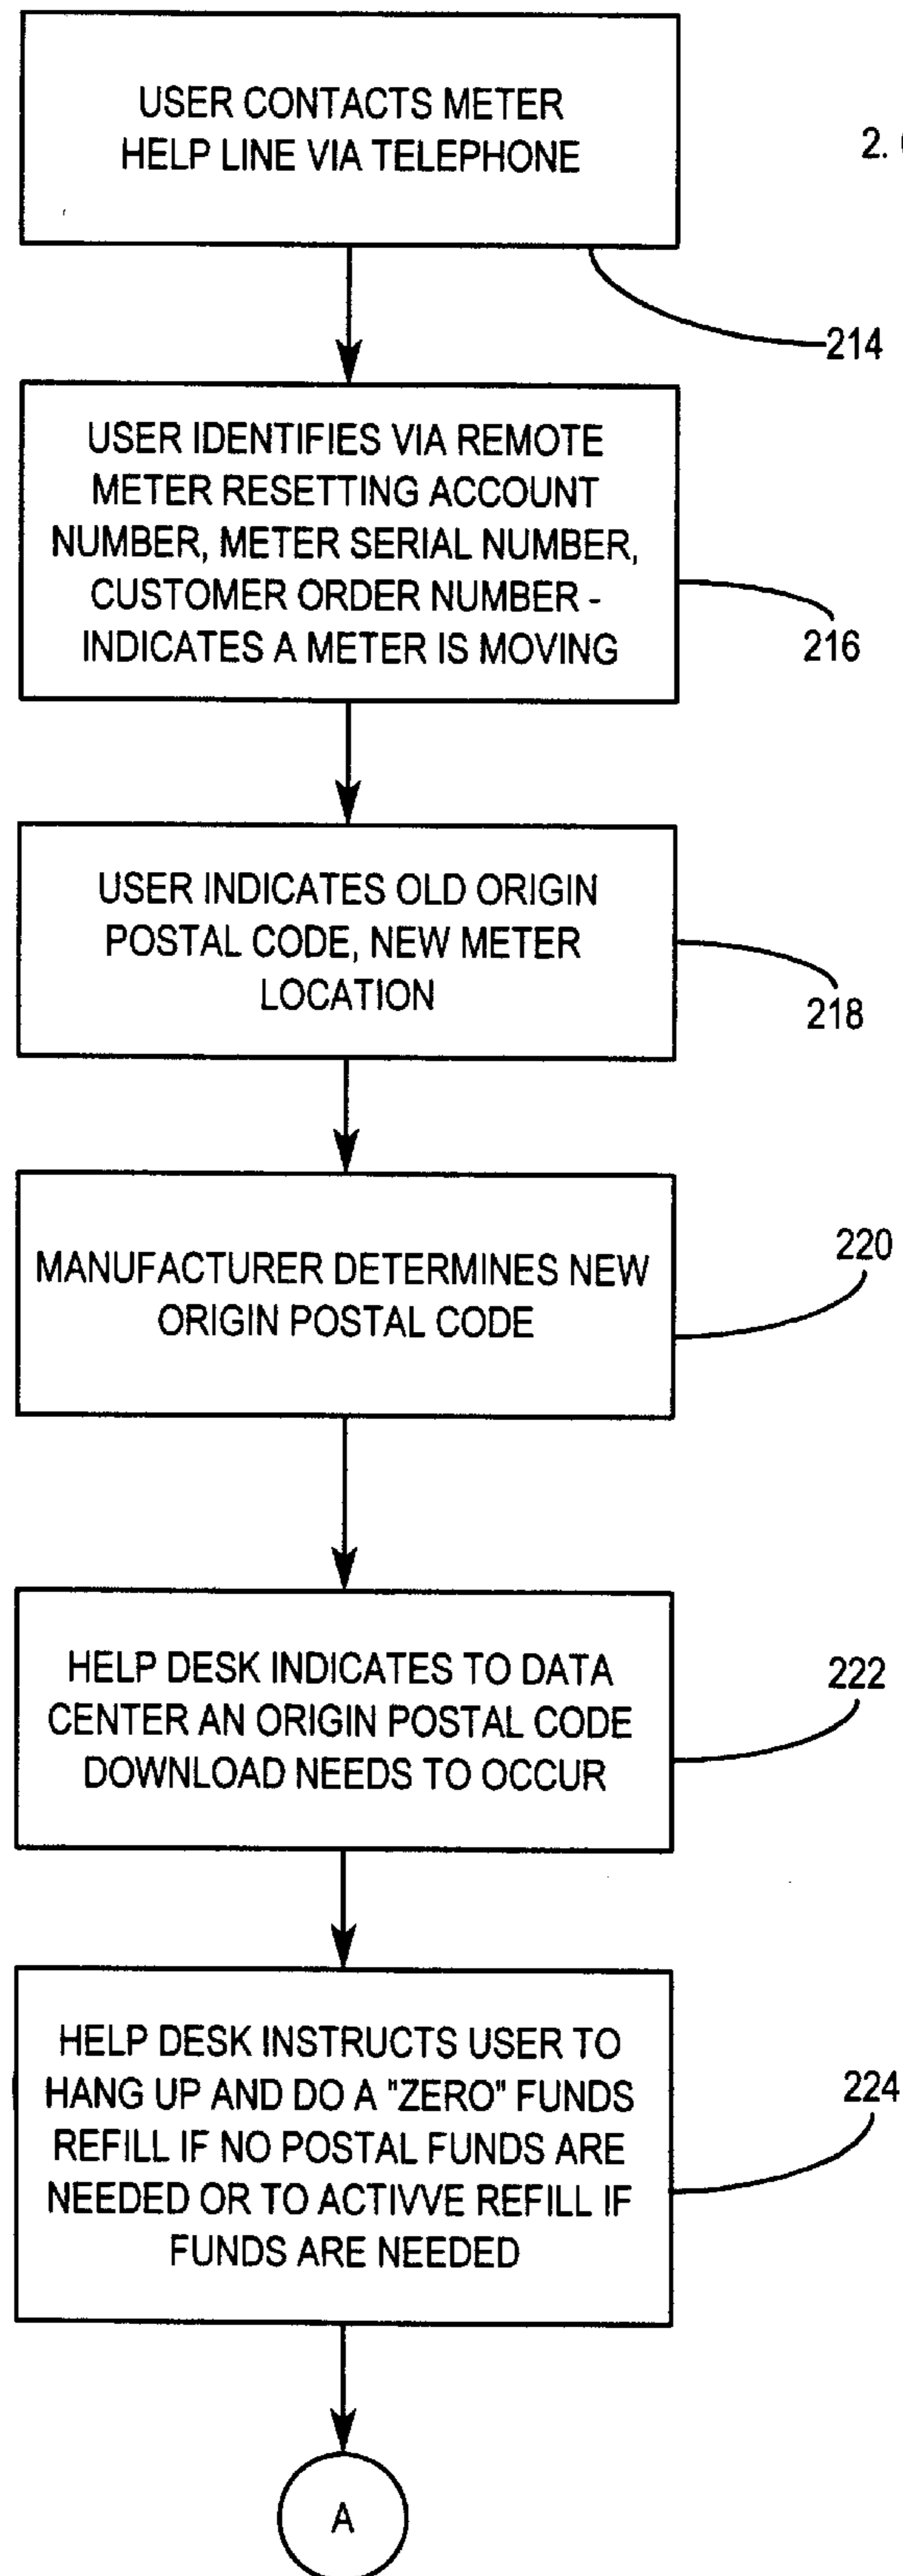 USER CONTACTS METER
HELP LINE VIA TELEPHONE
2.
214
USER IDENTIFIES VIA REMOTE
METER RESETTING ACCOUNT
NUMBER, METER SERIAL NUMBER,
CUSTOMER ORDER NUMBER -
INDICATES A METER IS MOVING
216
USER INDICATES OLD ORIGIN
POSTAL CODE, NEW METER
LOCATION
218
MANUFACTURER DETERMINES NEW
ORIGIN POSTAL CODE
220
HELP DESK INDICATES TO DATA
CENTER AN ORIGIN POSTAL CODE
DOWNLOAD NEEDS TO OCCUR
222
HELP DESK INSTRUCTS USER TO
HANG UP AND DO A "ZERO" FUNDS
REFILL IF NO POSTAL FUNDS ARE
NEEDED OR TO ACTIVVE REFILL IF
FUNDS ARE NEEDED
224
A